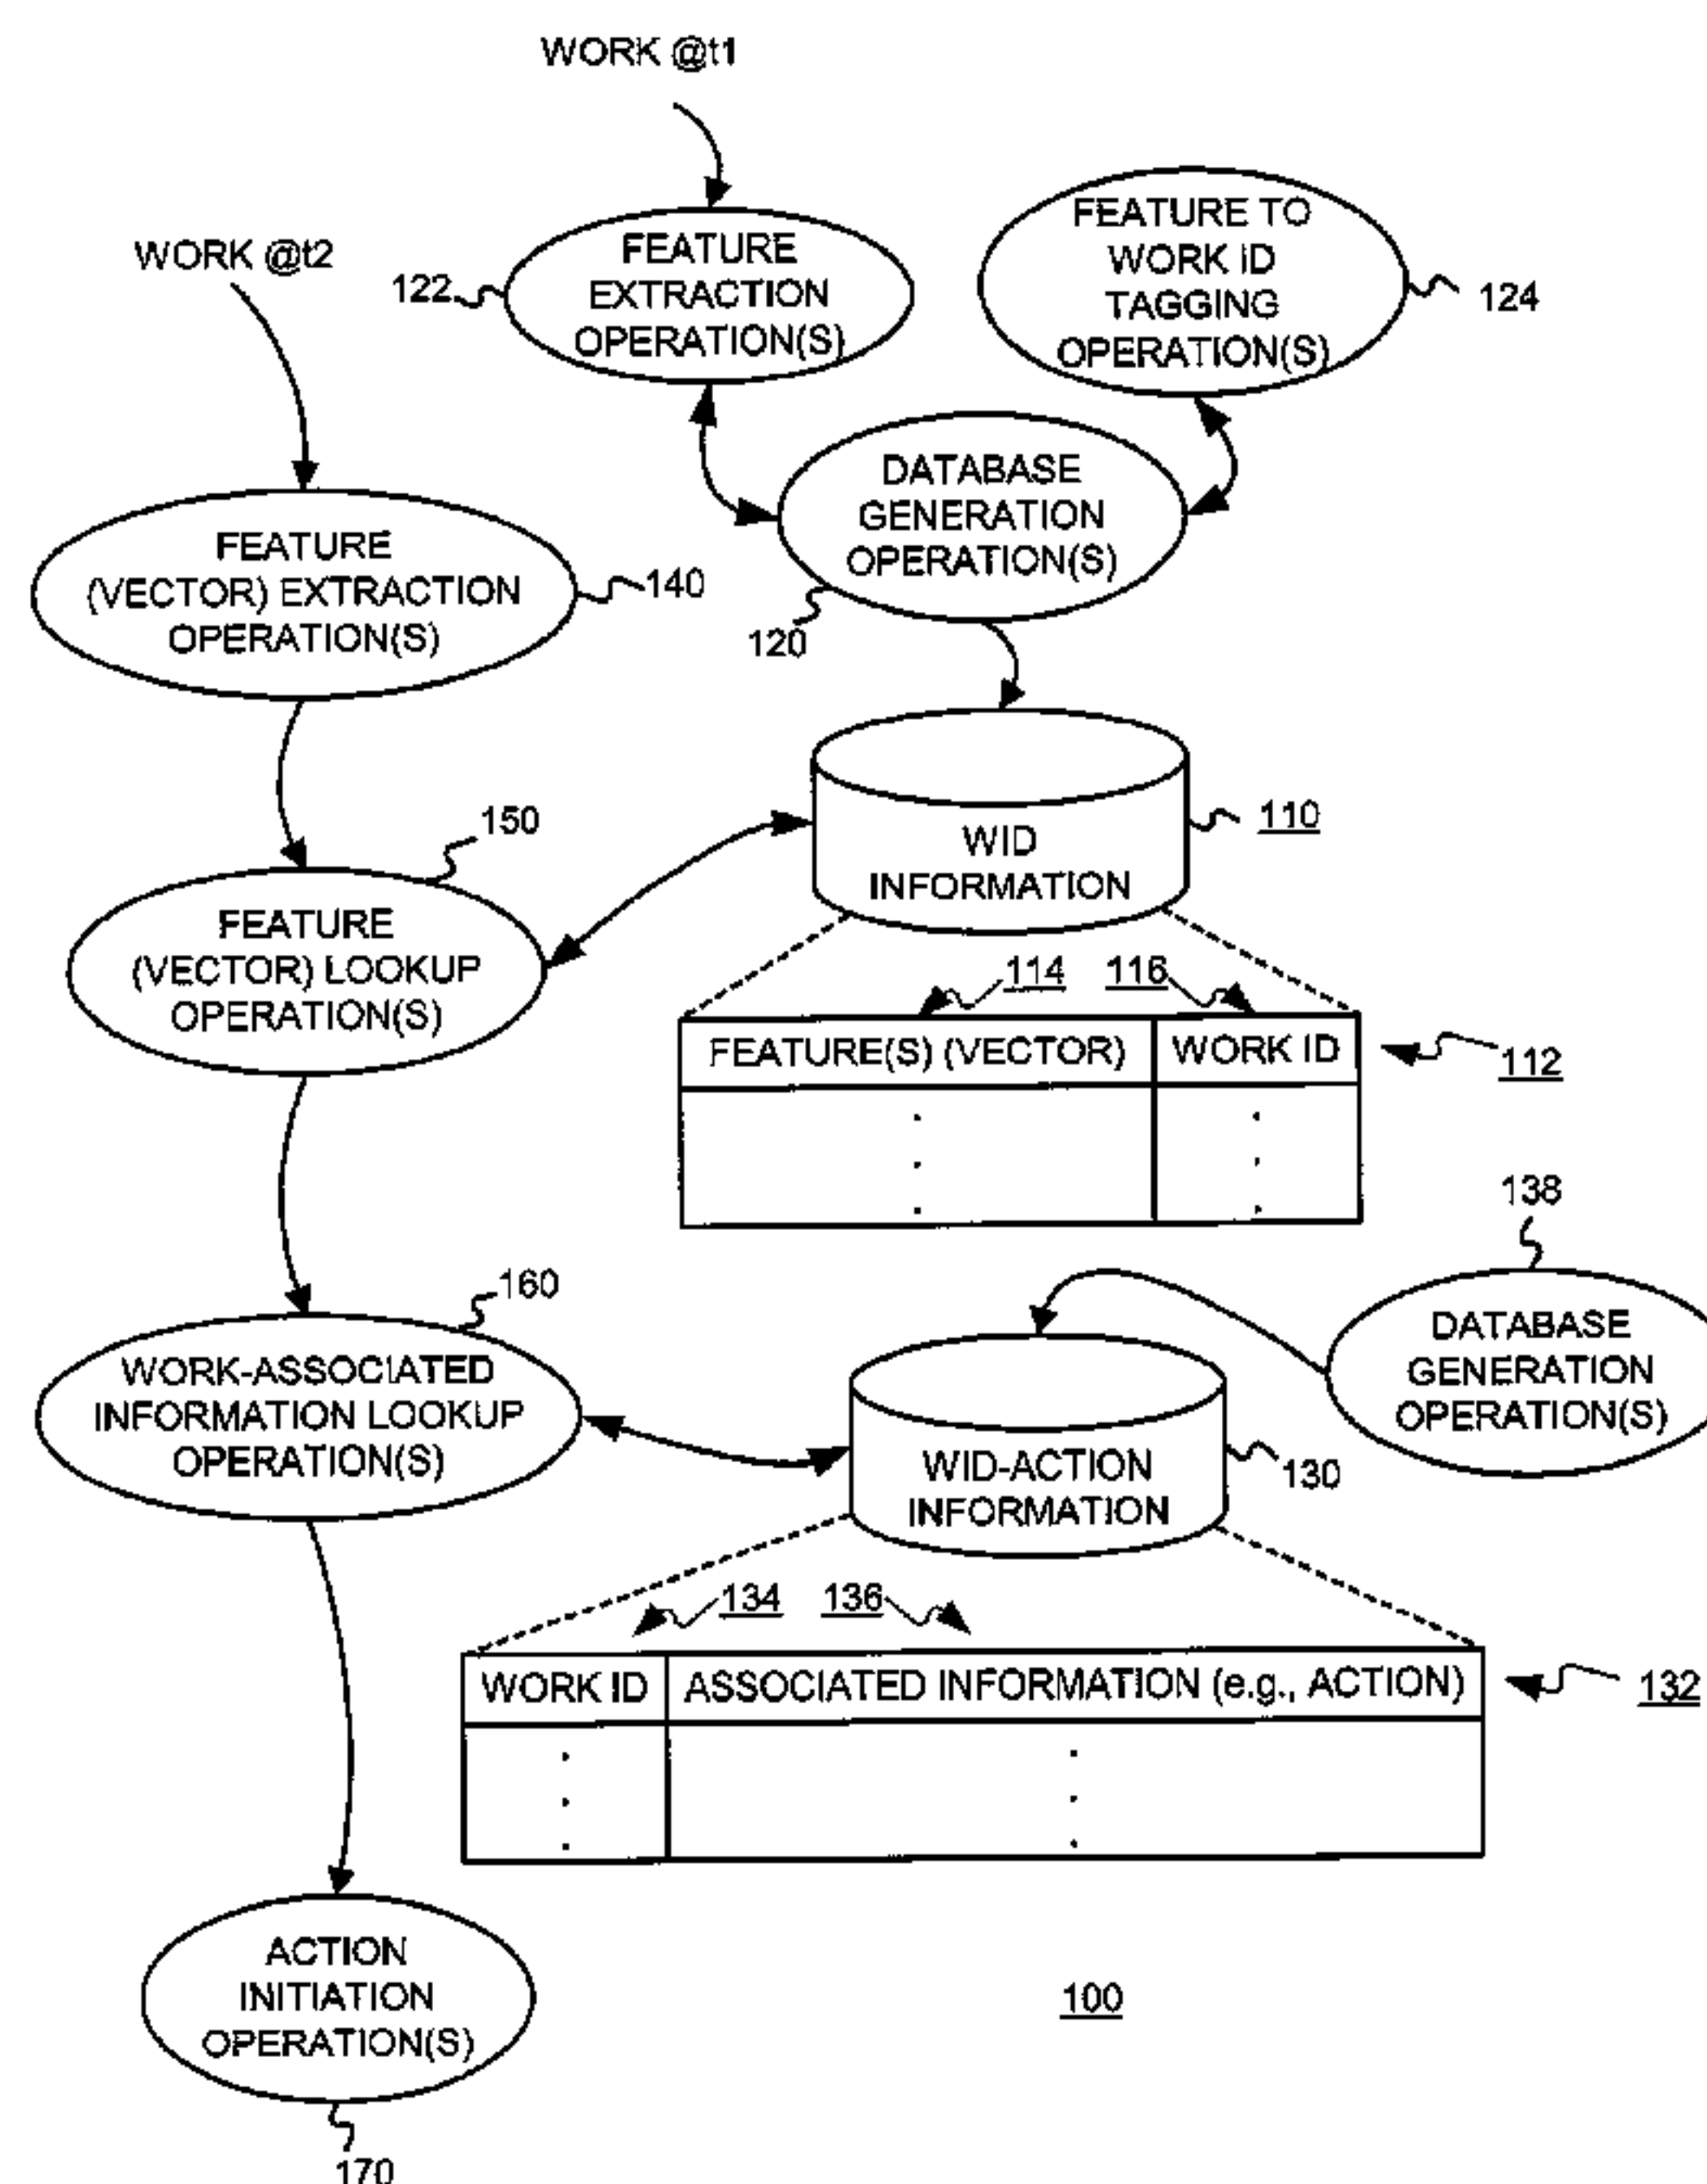 WORK @t1
WORK @t2
122
FEATURE
EXTRACTION
OPERATION(S)
FEATURE TO
WORK ID
TAGGING
OPERATION(S)
124
DATABASE
GENERATION
OPERATION(S)
120
FEATURE
(VECTOR) EXTRACTION
OPERATION(S)
140
WID
INFORMATION
110
150
FEATURE
(VECTOR) LOOKUP
OPERATION(S)
114
116
FEATURE(S) (VECTOR)
WORK ID
112
138
DATABASE
GENERATION
OPERATION(S)
160
WORK-ASSOCIATED
INFORMATION LOOKUP
OPERATION(S)
WID-ACTION
INFORMATION
130
134
136
WORK ID
ASSOCIATED INFORMATION (e.g., ACTION)
132
ACTION
INITIATION
OPERATION(S)
170
100